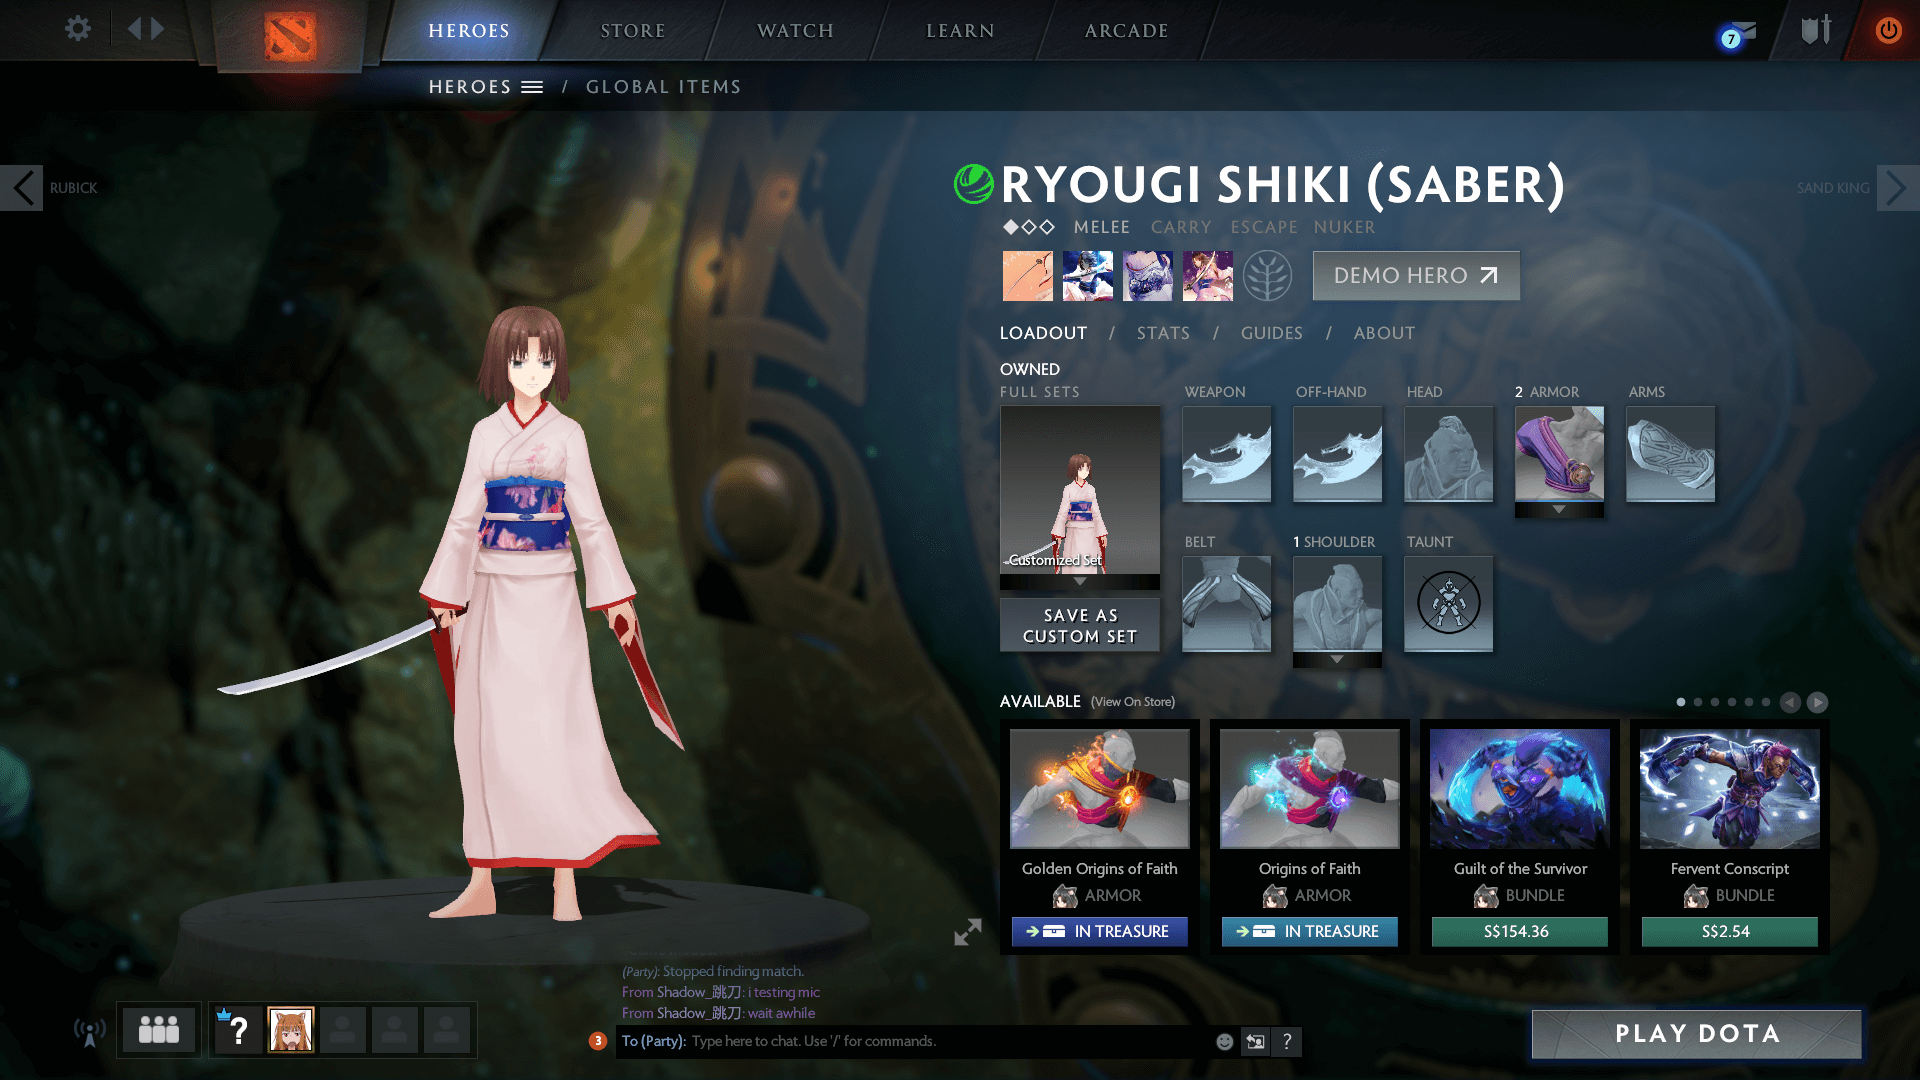 HEROES
STORE
WATCH
LEARN
ARCADE
7
HEROES / GLOBAL ITEMS
RUBICK
SAND KING
RYOUGI SHIKI (SABER)
MELEE CARRY ESCAPE NUKER
DEMO HERO
LOADOUT / STATS / GUIDES / ABOUT
OWNED
FULL SETS
WEAPON
OFF-HAND
HEAD
2 ARMOR
ARMS
Customized Set
SAVE AS
CUSTOM SET
BELT
1 SHOULDER
TAUNT
AVAILABLE (View On Store)
Golden Origins of Faith
ARMOR
IN TREASURE
Origins of Faith
ARMOR
IN TREASURE
Guilt of the Survivor
BUNDLE
S$154.36
Fervent Conscript
BUNDLE
S$2.54
(Party): Stopped finding match.
From Shadow_跳刀: i testing mic
From Shadow_跳刀: wait awhile
?
3
To (Party): Type here to chat. Use '/' for commands.
?
PLAY DOTA